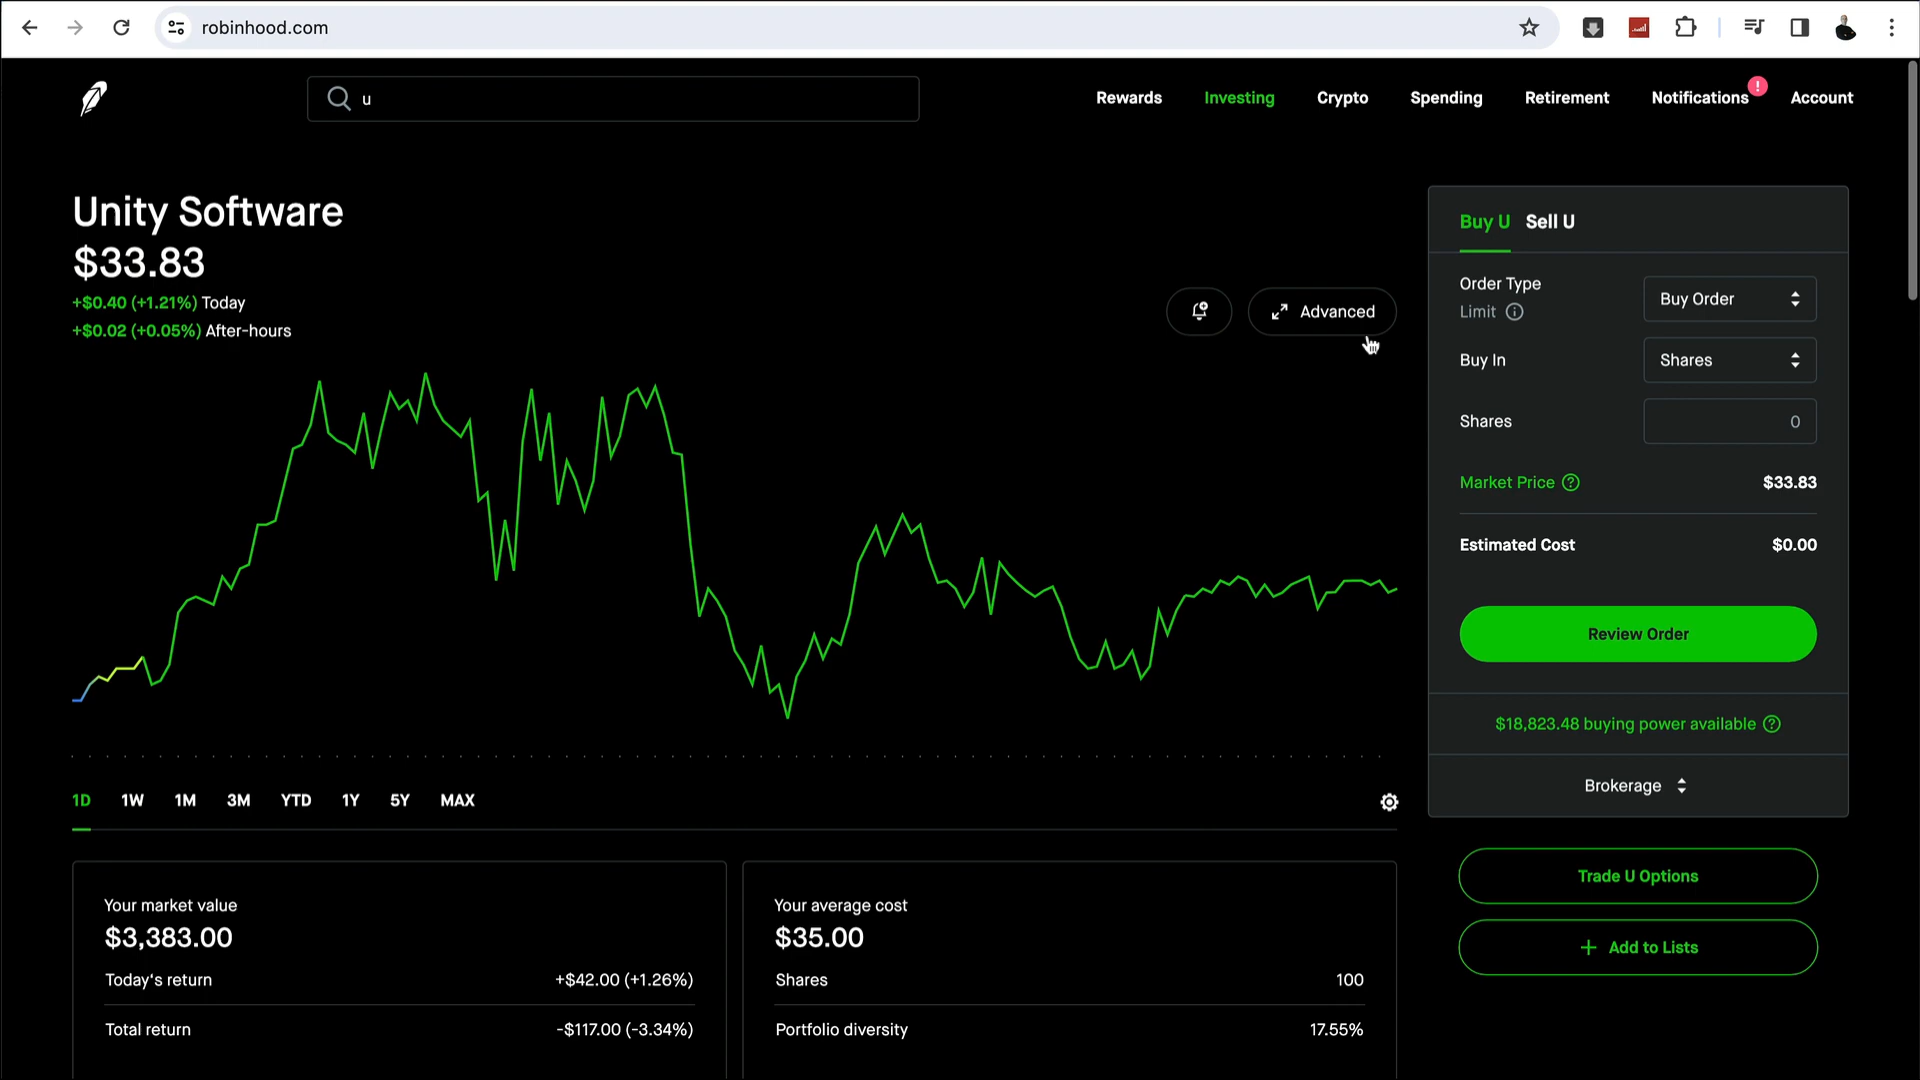 robinhood.com
u
Rewards
Investing
Crypto
Spending
Retirement
Notifications
!
Account
Unity Software
$33.83
+$0.40 (+1.21%) Today
+$0.02 (+0.05%) After-hours
Advanced
Buy U
Sell U
Order Type
Limit
Buy Order
Buy In
Shares
Shares
0
Market Price
$33.83
Estimated Cost
$0.00
Review Order
$18,823.48 buying power available
Brokerage
1D
1W
1M
3M
YTD
1Y
5Y
MAX
Trade U Options
Add to Lists
Your market value
$3,383.00
Today's return
+$42.00 (+1.26%)
Total return
-$117.00 (-3.34%)
Your average cost
$35.00
Shares
100
Portfolio diversity
17.55%